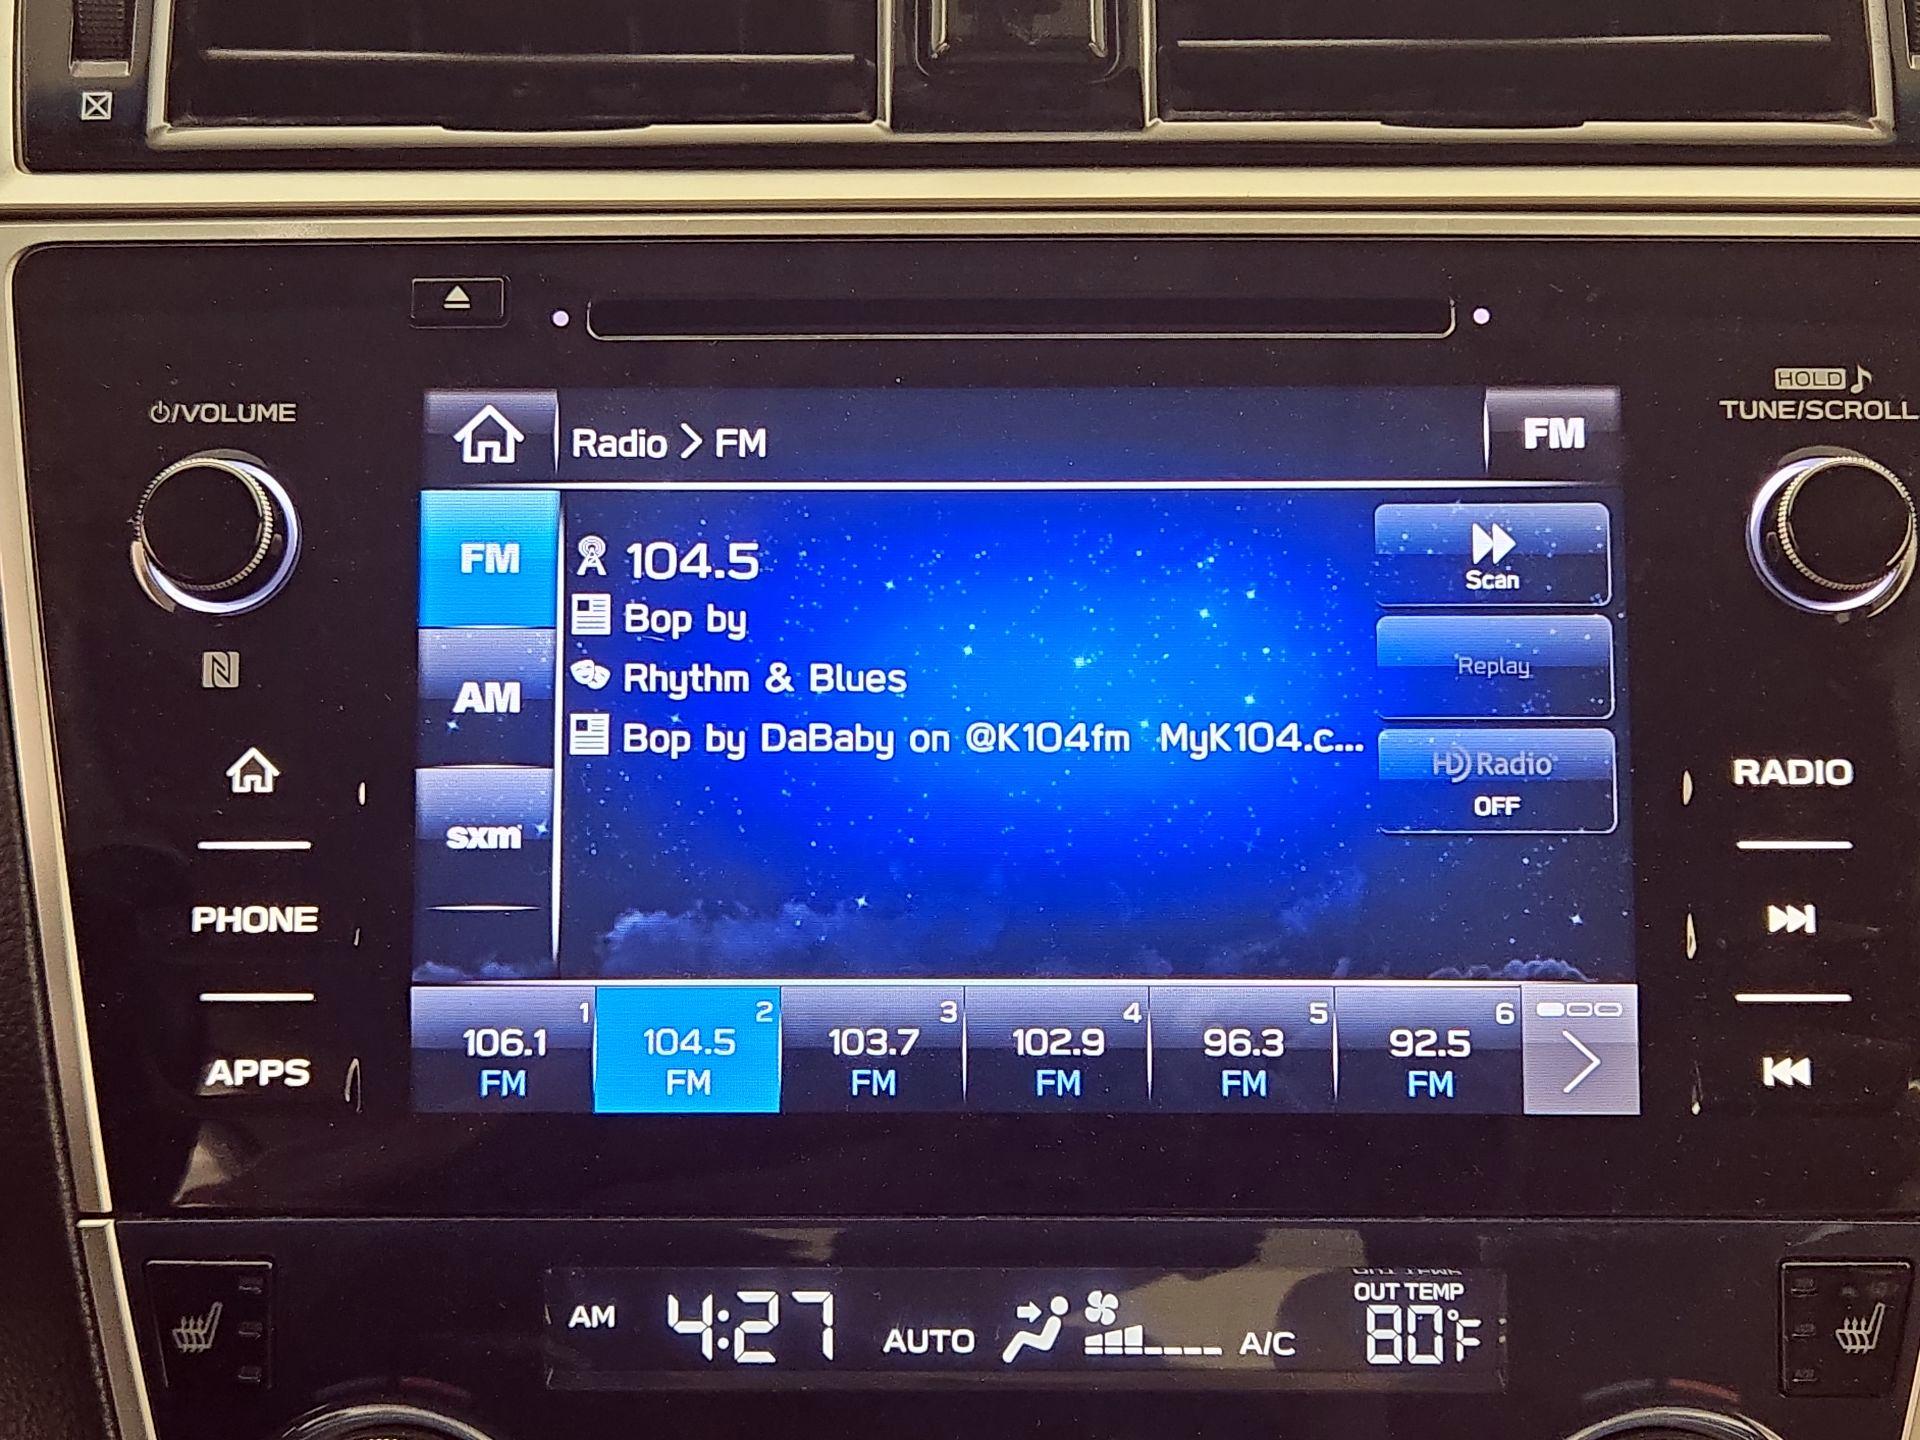 HOLD
⏻/VOLUME
TUNE/SCROLL
Radio > FM
FM
FM
104.5
Scan
Bop by
Replay
AM
Rhythm & Blues
Bop by DaBaby on @K104fm MyK104.c...
HD Radio
OFF
RADIO
sxm
PHONE
1 2 3 4 5 6
106.1 104.5 103.7 102.9 96.3 92.5
FM FM FM FM FM FM
APPS
OUT TEMP
AM 4:27 AUTO A/C 80°F